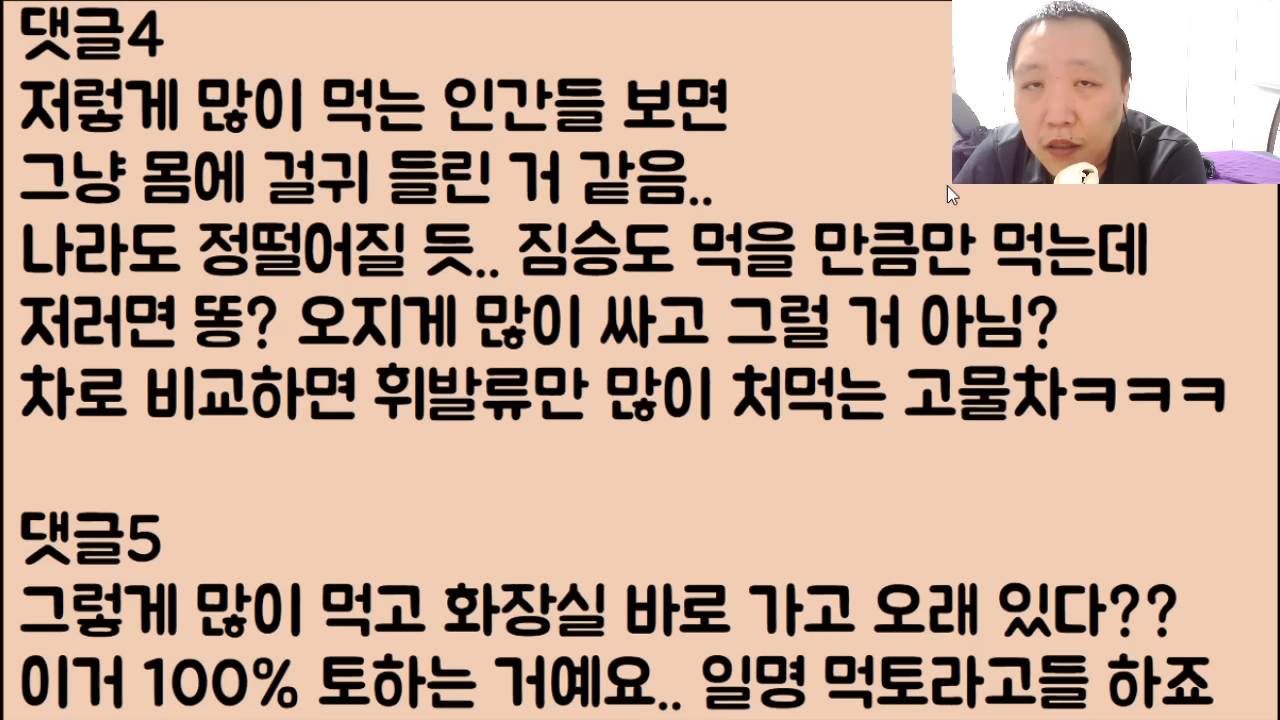 댓글4
저렇게 많이 먹는 인간들 보면
그냥 몸에 걸귀 들린 거 같음..
나라도 정떨어질 듯.. 짐승도 먹을 만큼만 먹는데
저러면 똥? 오지게 많이 싸고 그럴 거 아님?
차로 비교하면 휘발류만 많이 처먹는 고물차ㅋㅋㅋ
댓글5
그렇게 많이 먹고 화장실 바로 가고 오래 있다??
이거 100% 토하는 거예요.. 일명 먹토라고들 하죠